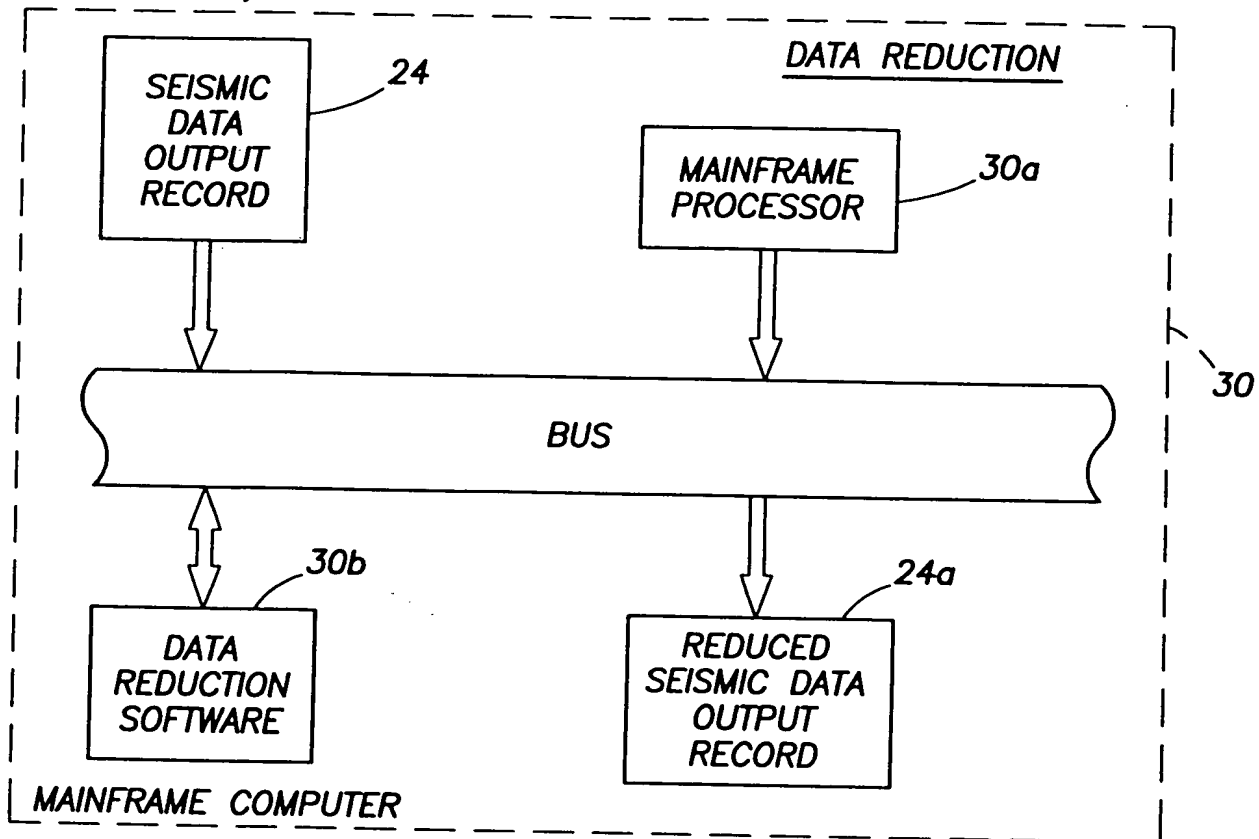 DATA REDUCTION
SEISMIC
DATA
OUTPUT
RECORD
24
MAINFRAME
PROCESSOR
30a
30
BUS
30b
DATA
REDUCTION
SOFTWARE
24a
REDUCED
SEISMIC DATA
OUTPUT
RECORD
MAINFRAME COMPUTER